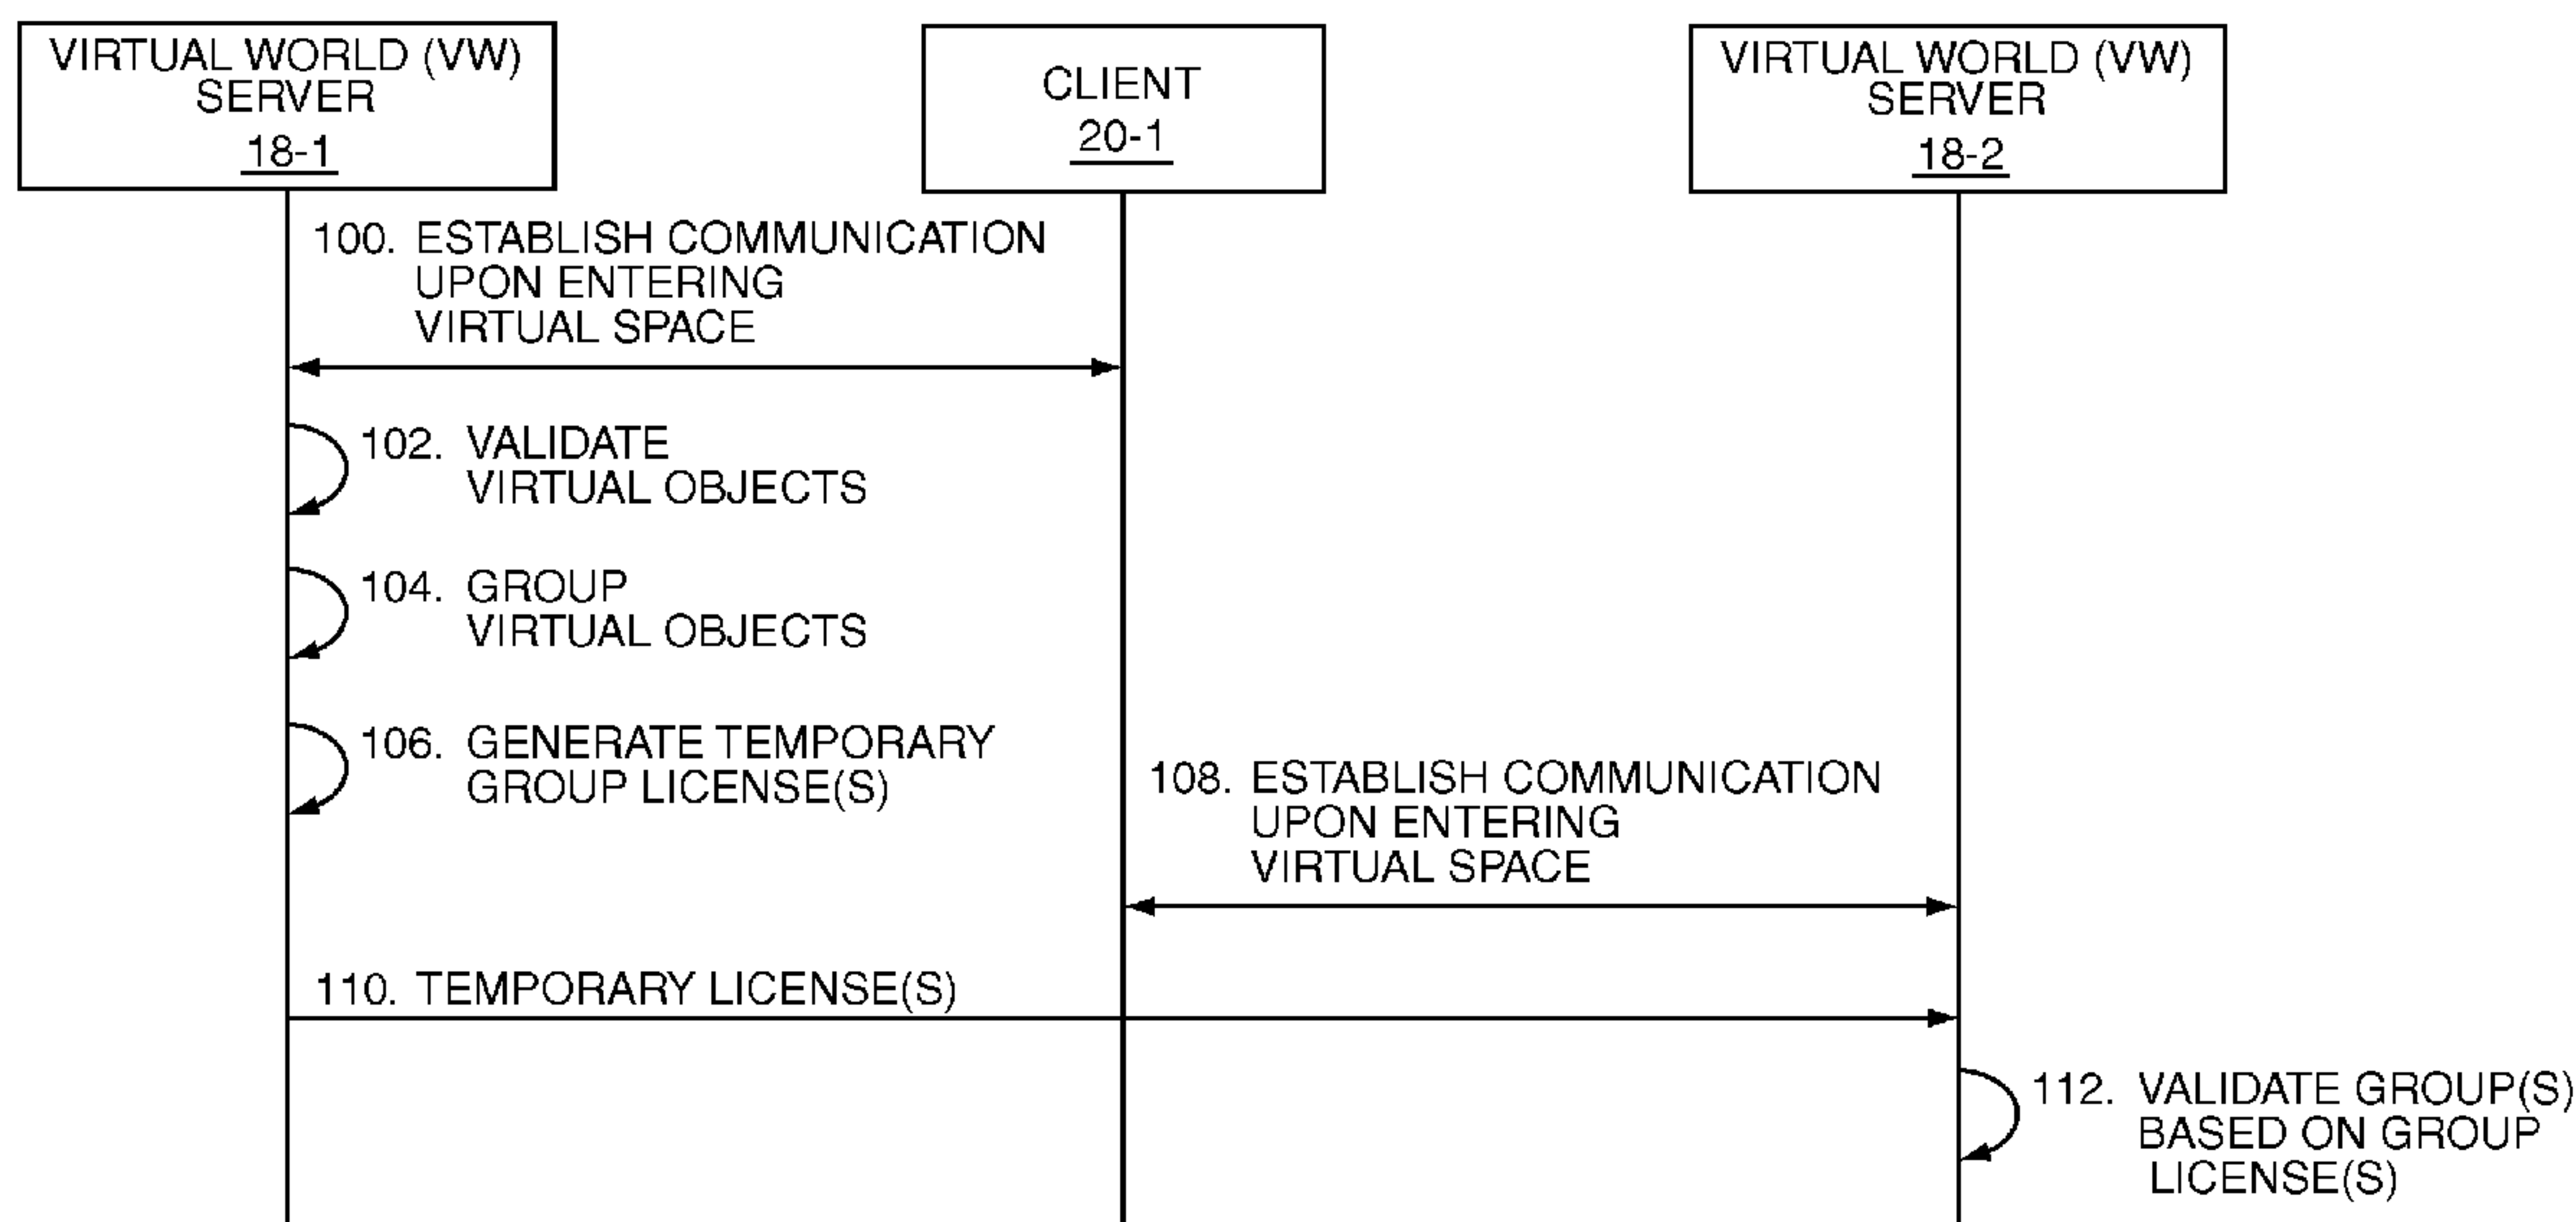 VIRTUAL WORLD (VW)
SERVER
18-1
CLIENT
20-1
VIRTUAL WORLD (VW)
SERVER
18-2
100. ESTABLISH COMMUNICATION
UPON ENTERING
VIRTUAL SPACE
102. VALIDATE
VIRTUAL OBJECTS
104. GROUP
VIRTUAL OBJECTS
106. GENERATE TEMPORARY
GROUP LICENSE(S)
108. ESTABLISH COMMUNICATION
UPON ENTERING
VIRTUAL SPACE
110. TEMPORARY LICENSE(S)
112. VALIDATE GROUP(S)
BASED ON GROUP
LICENSE(S)